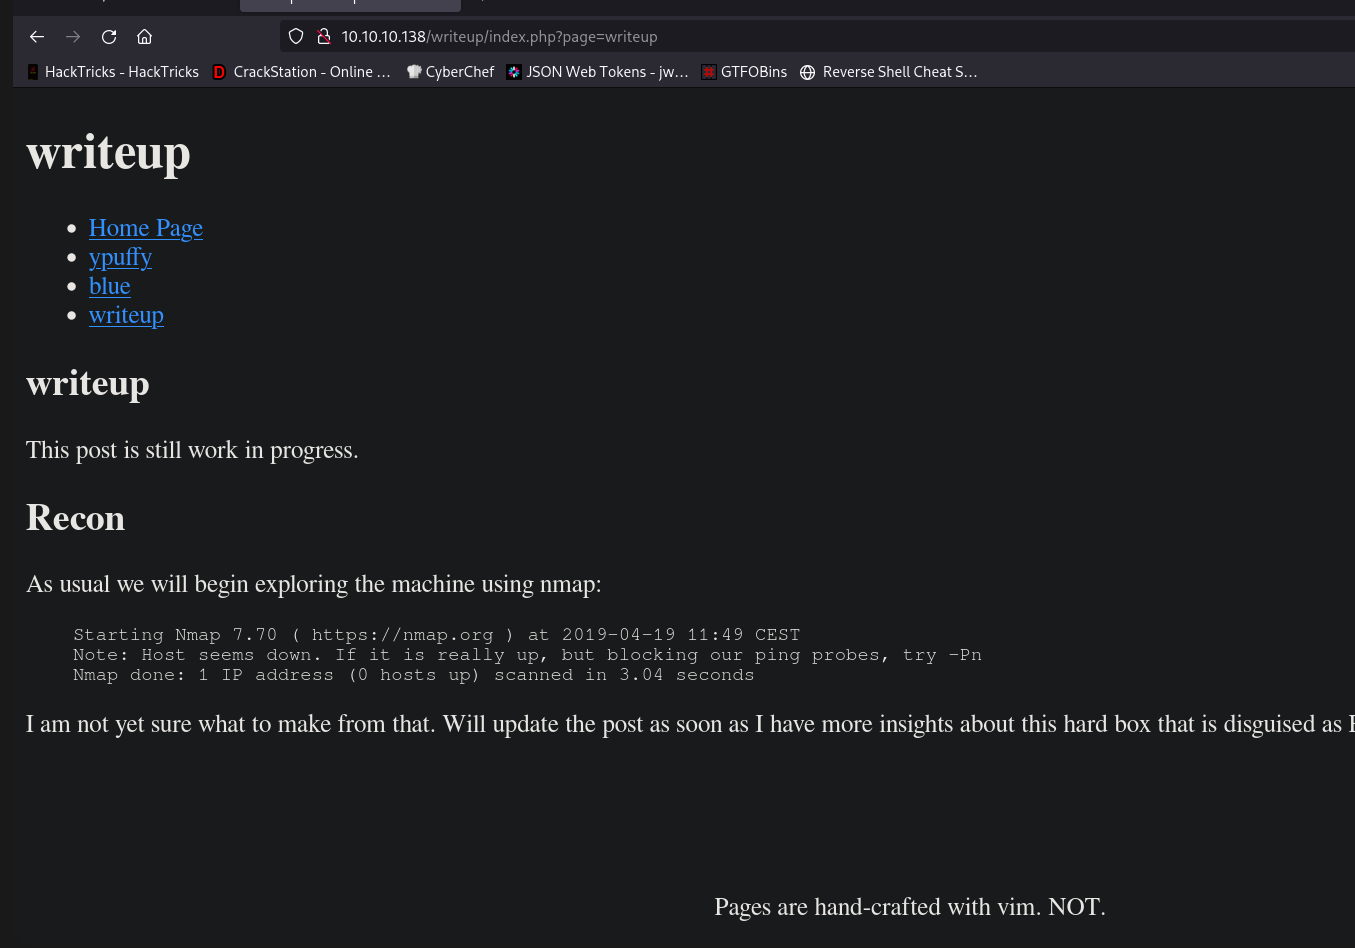 10.10.10.138/writeup/index.php?page=writeup
HackTricks - HackTricks CrackStation - Online ... CyberChef JSON Web Tokens - jw... GTFOBins Reverse Shell Cheat S...
writeup
Home Page
ypuffy
blue
writeup
writeup
This post is still work in progress.
Recon
As usual we will begin exploring the machine using nmap:
Starting Nmap 7.70 ( https://nmap.org ) at 2019-04-19 11:49 CEST
Note: Host seems down. If it is really up, but blocking our ping probes, try -Pn
Nmap done: 1 IP address (0 hosts up) scanned in 3.04 seconds
I am not yet sure what to make from that. Will update the post as soon as I have more insights about this hard box that is disguised as
Pages are hand-crafted with vim. NOT.